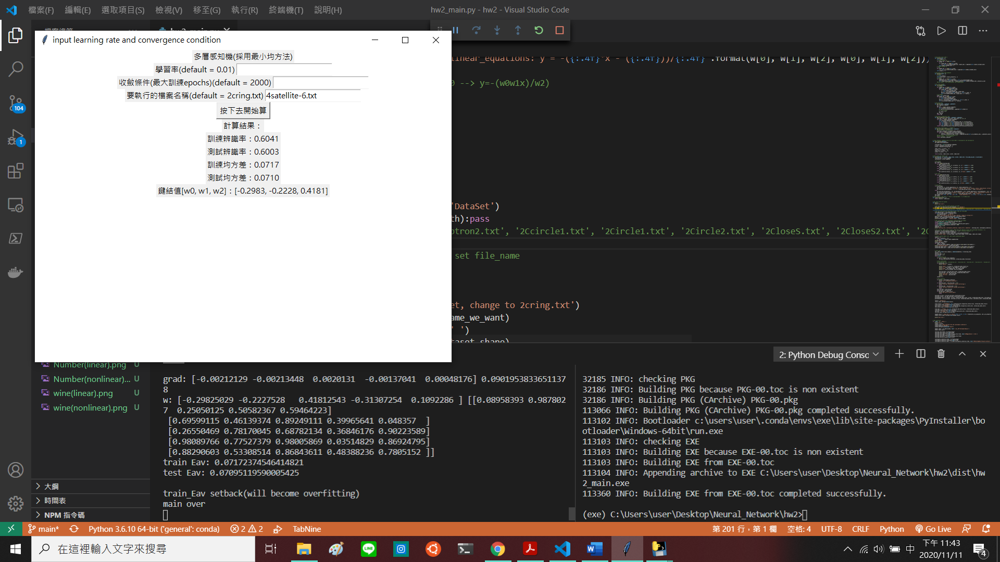 檔案(F) 編輯(E) 選取項目(S) 檢視(V) 移至(G) 執行(R) 終端機(T) 說明(H)
hw2_main.py - hw2 - Visual Studio Code
input learning rate and convergence condition
多層感知機(採用最小均方法)
學習率(default = 0.01)
收斂條件(最大訓練epochs)(default = 2000)
要執行的檔案名稱(default = 2cring.txt) 4satellite-6.txt
按下去開始算
計算結果：
訓練辨識率：0.6041
測試辨識率：0.6003
訓練均方差：0.0717
測試均方差：0.0710
鍵結值[w0, w1, w2]：[-0.2983, -0.2228, 0.4181]
linear_equations: y = -({:.4f}*x - ({:.4f}))/{:.4f}'.format(w[0], w[1], w[2], w[0], w[1], w[2]))
0 --> y=-(w0w1x)/w2)
'DataSet')
th):pass
ptron2.txt', '2Ccircle1.txt', '2Circle1.txt', '2Circle2.txt', '2CloseS.txt', '2CloseS2.txt', '2C
set file_name
et, change to 2cring.txt')
ame_we_want)
' ')
taset.shape)
104
1
Number(linear).png U
Number(nonlinear)... U
wine(linear).png U
wine(nonlinear).png U
大綱
時間表
NPM 指令碼
2: Python Debug Consc
grad: [-0.00212129 -0.00213448 0.0020131 -0.00137041 0.00048176] 0.0901953833651137
8
w: [-0.29825029 -0.2227528 0.41812543 -0.31307254 0.1092286 ] [[0.08958393 0.987802
7 0.25050125 0.50582367 0.59464223]
[0.69599115 0.46139374 0.89249111 0.39965641 0.048357 ]
[0.26550469 0.78170045 0.68782134 0.36846176 0.90223589]
[0.98089766 0.77527379 0.98005869 0.03514829 0.86924795]
[0.88290603 0.53308514 0.86843611 0.48388236 0.7805152 ]]
train Eav: 0.07172374546414821
test Eav: 0.07095119590005425
train_Eav setback(will become overfitting)
main over
32185 INFO: checking PKG
32186 INFO: Building PKG because PKG-00.toc is non existent
32186 INFO: Building PKG (CArchive) PKG-00.pkg
113066 INFO: Building PKG (CArchive) PKG-00.pkg completed successfully.
113102 INFO: Bootloader c:\users\user\.conda\envs\exe\lib\site-packages\PyInstaller\bo
otloader\Windows-64bit\run.exe
113103 INFO: checking EXE
113103 INFO: Building EXE because EXE-00.toc is non existent
113103 INFO: Building EXE from EXE-00.toc
113104 INFO: Appending archive to EXE C:\Users\user\Desktop\Neural_Network\hw2\dist\hw
2_main.exe
113360 INFO: Building EXE from EXE-00.toc completed successfully.
(exe) C:\Users\user\Desktop\Neural_Network\hw2>
main* Python 3.6.10 64-bit ('general': conda) 2 2 TabNine 第 201 行，第 1 欄 空格: 4 UTF-8 CRLF Python Go Live
在這裡輸入文字來搜尋
LINE
中
下午 11:43
2020/11/11
4